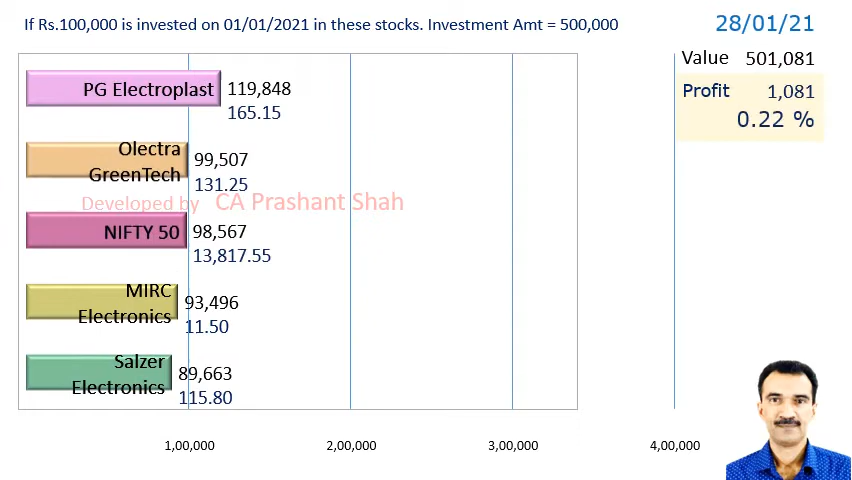 If Rs.100,000 is invested on 01/01/2021 in these stocks. Investment Amt = 500,000
28/01/21
Value 501,081
Profit 1,081
0.22 %
PG Electroplast 119,848
165.15
Olectra
GreenTech 99,507
131.25
Developed by CA Prashant Shah
NIFTY 50 98,567
13,817.55
MIRC
Electronics 93,496
11.50
Salzer
Electronics 89,663
115.80
1,00,000 2,00,000 3,00,000 4,00,000